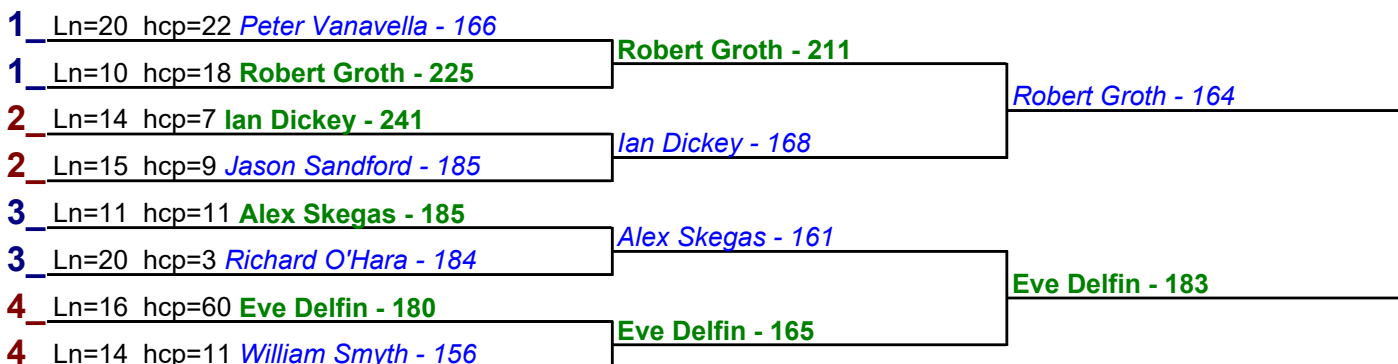 1_ Ln=20 hcp=22 Peter Vanavella - 166
Robert Groth - 211
1_ Ln=10 hcp=18 Robert Groth - 225
Robert Groth - 164
2_ Ln=14 hcp=7 Ian Dickey - 241
Ian Dickey - 168
2_ Ln=15 hcp=9 Jason Sandford - 185
3_ Ln=11 hcp=11 Alex Skegas - 185
Alex Skegas - 161
3_ Ln=20 hcp=3 Richard O'Hara - 184
Eve Delfin - 183
4_ Ln=16 hcp=60 Eve Delfin - 180
Eve Delfin - 165
4 Ln=14 hcp=11 William Smyth - 156